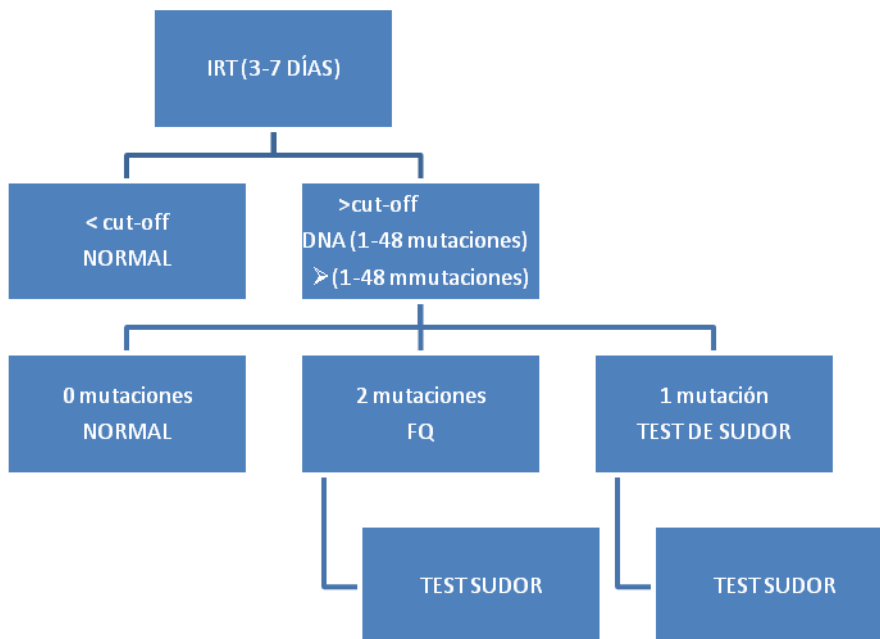 IRT (3-7 DÍAS)
< cut-off
NORMAL
>cut-off
DNA (1-48 mutaciones)
➢ (1-48 mmutaciones)
0 mutaciones
NORMAL
2 mutaciones
FQ
1 mutación
TEST DE SUDOR
TEST SUDOR
TEST SUDOR